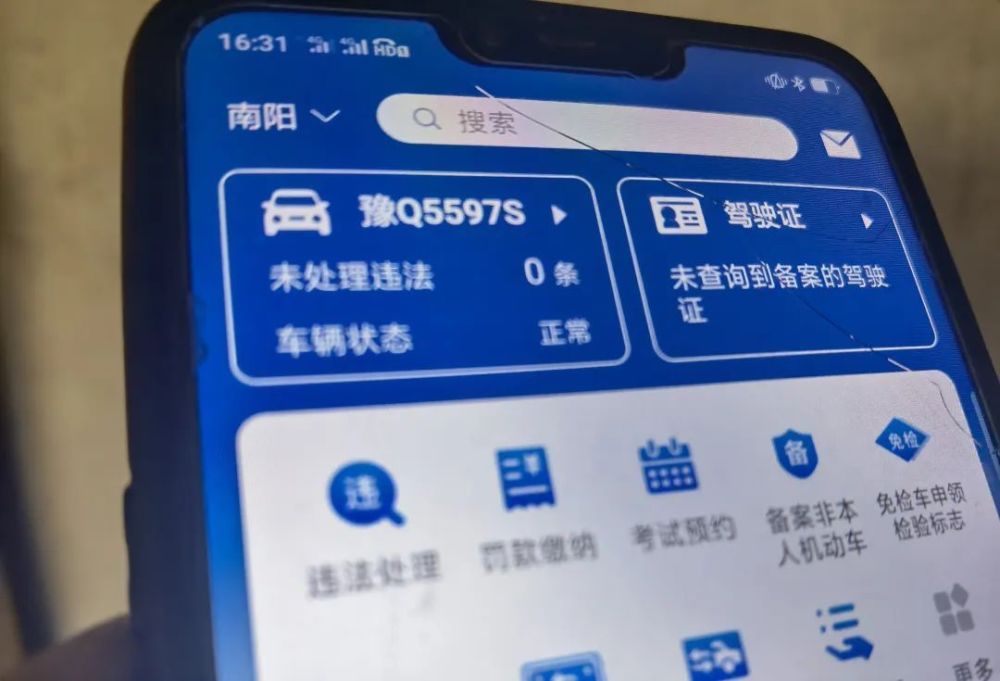 16:31 4G 4G HD
南阳
搜索
豫Q5597S
未处理违法 0 条
车辆状态 正常
驾驶证
未查询到备案的驾驶
证
违
违法处理
罚款缴纳
考试预约
备
备案非本
人机动车
免检
免检车申领
检验标志
更多